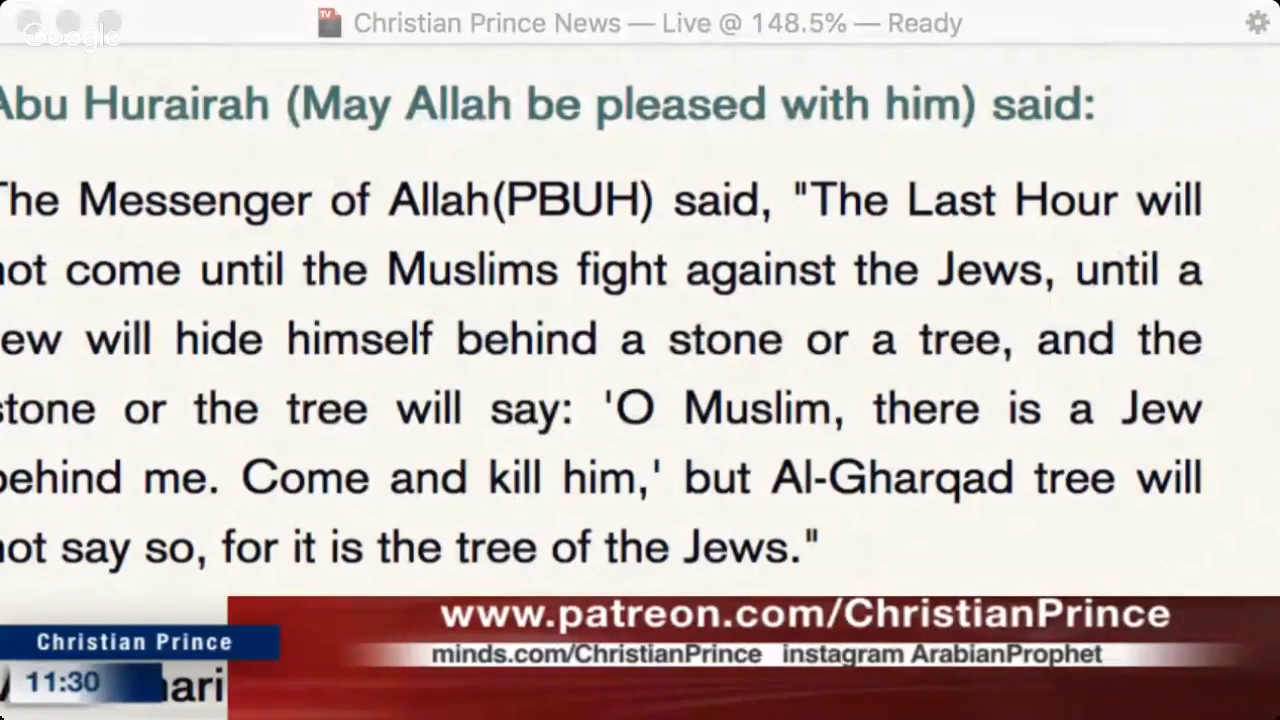 Google
Christian Prince News — Live @ 148.5% — Ready
Abu Hurairah (May Allah be pleased with him) said:
The Messenger of Allah(PBUH) said, "The Last Hour will
not come until the Muslims fight against the Jews, until a
ew will hide himself behind a stone or a tree, and the
stone or the tree will say: 'O Muslim, there is a Jew
behind me. Come and kill him,' but Al-Gharqad tree will
not say so, for it is the tree of the Jews."
www.patreon.com/ChristianPrince
Christian Prince
minds.com/ChristianPrince instagram ArabianProphet
11:30